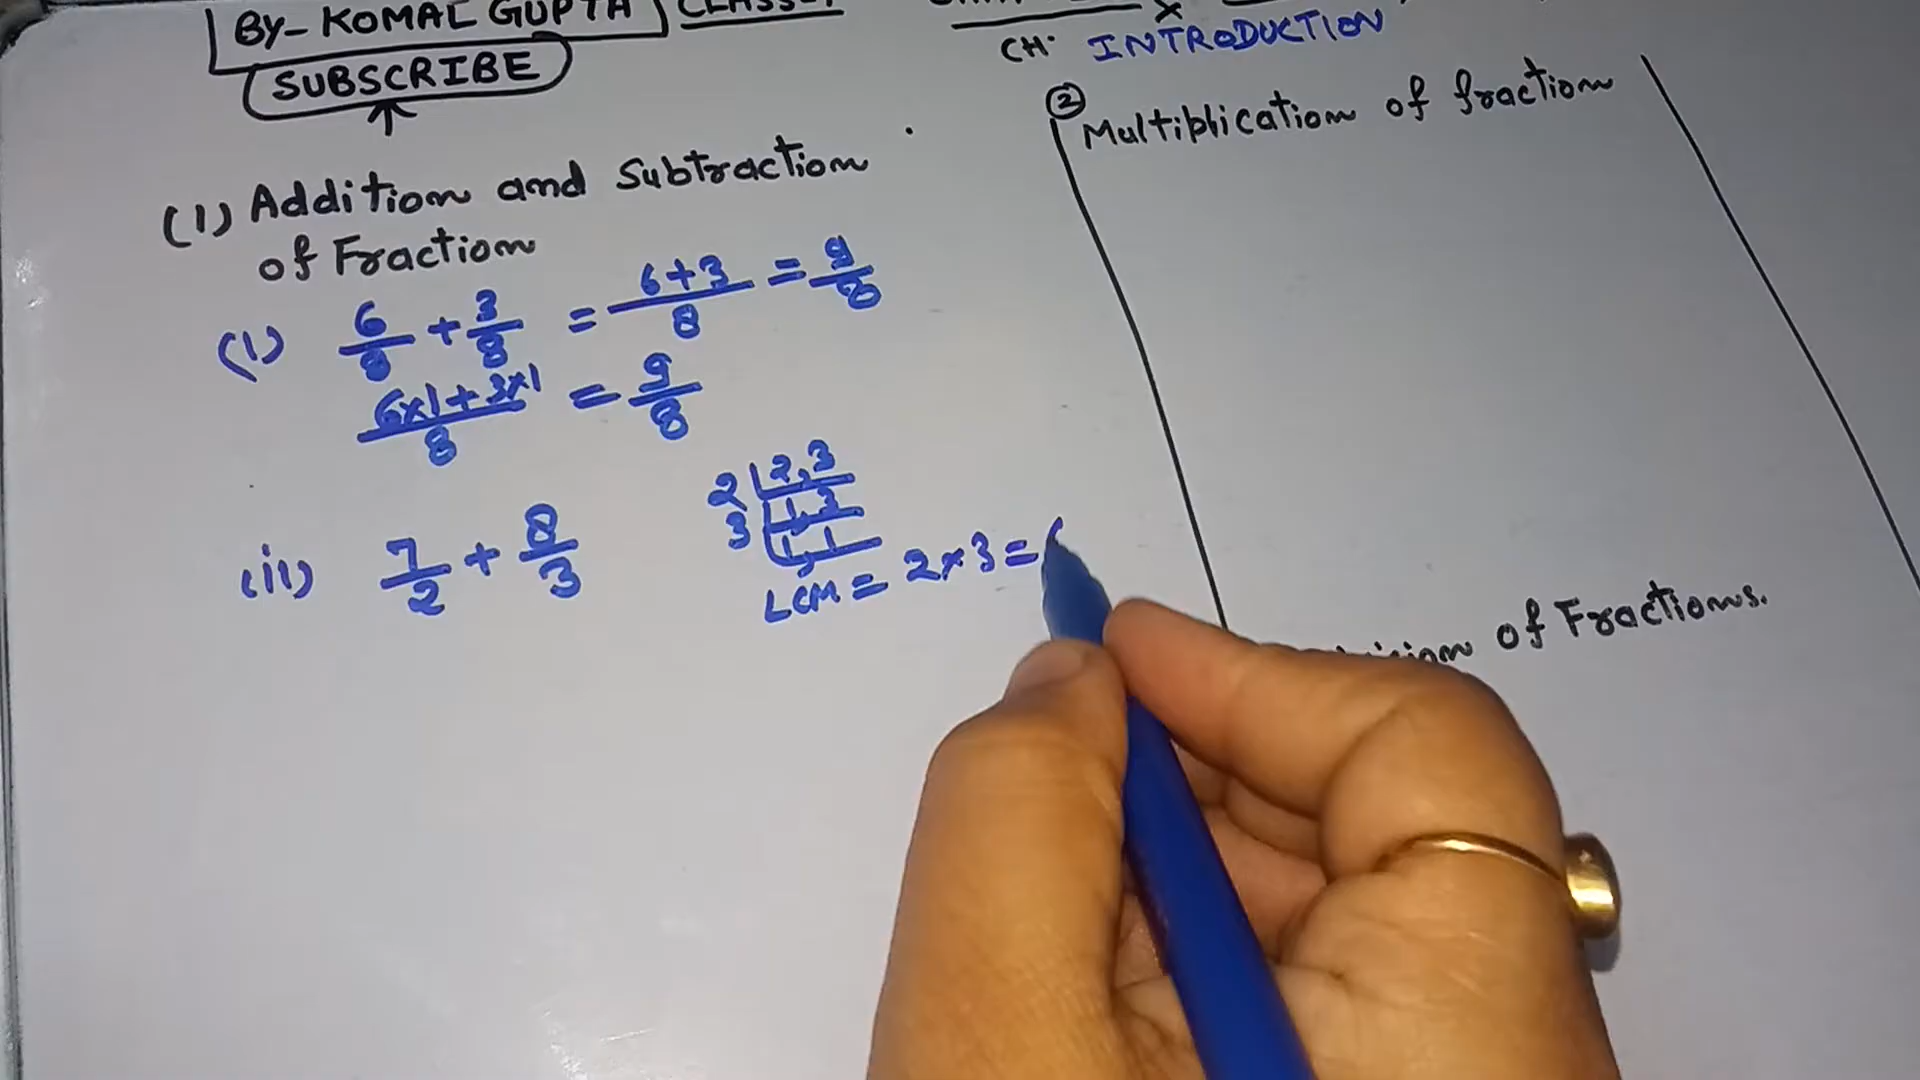 BY- KOMAL GUPTA
SUBSCRIBE
CH. INTRODUCTION
(1) Addition and Subtraction
of Fraction
(1) 6/8 + 3/8 = 6+3/8 = 9/8
6×1+3×1/8 = 9/8
(ii) 7/2 + 8/3
2 | 2, 3
3 | 1, 3
1, 1
LCM = 2×3=
② Multiplication of fraction
of Fractions.